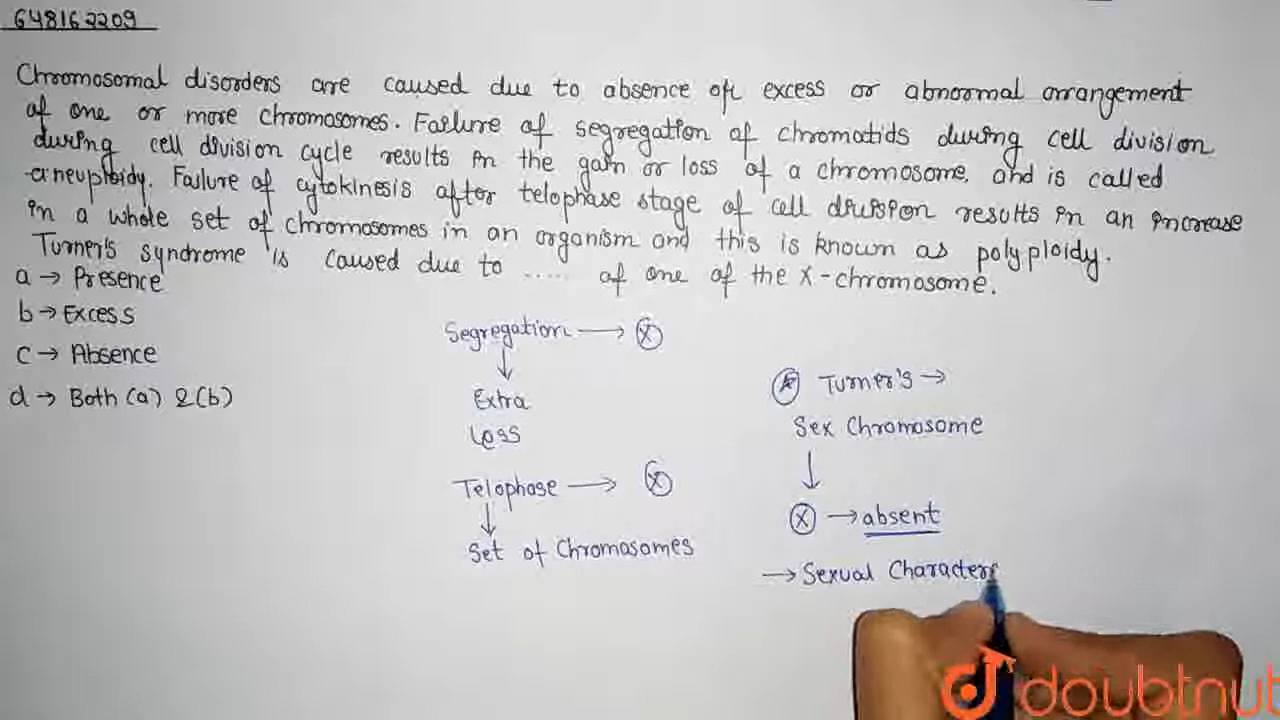 648162209
Chromosomal disorders are caused due to absence or excess or abnormal arrangement
of one or more chromosomes. Failure of segregation of chromatids during cell division
during cell division cycle results in the gain or loss of a chromosome, and is called
aneuploidy. Failure of cytokinesis after telophase stage of cell division results in an increase
in a whole set of chromosomes in an organism and this is known as polyploidy.
Turner's syndrome is caused due to ..... of one of the X-chromosome.
a → Presence
b → Excess
c → Absence
d → Both (a) & (b)
Segregation → X
↓
Extra
Loss
Telophase → X
↓
Set of Chromosomes
* Turner's →
Sex Chromosome
↓
X → absent
→ Sexual Characters
doubtnut